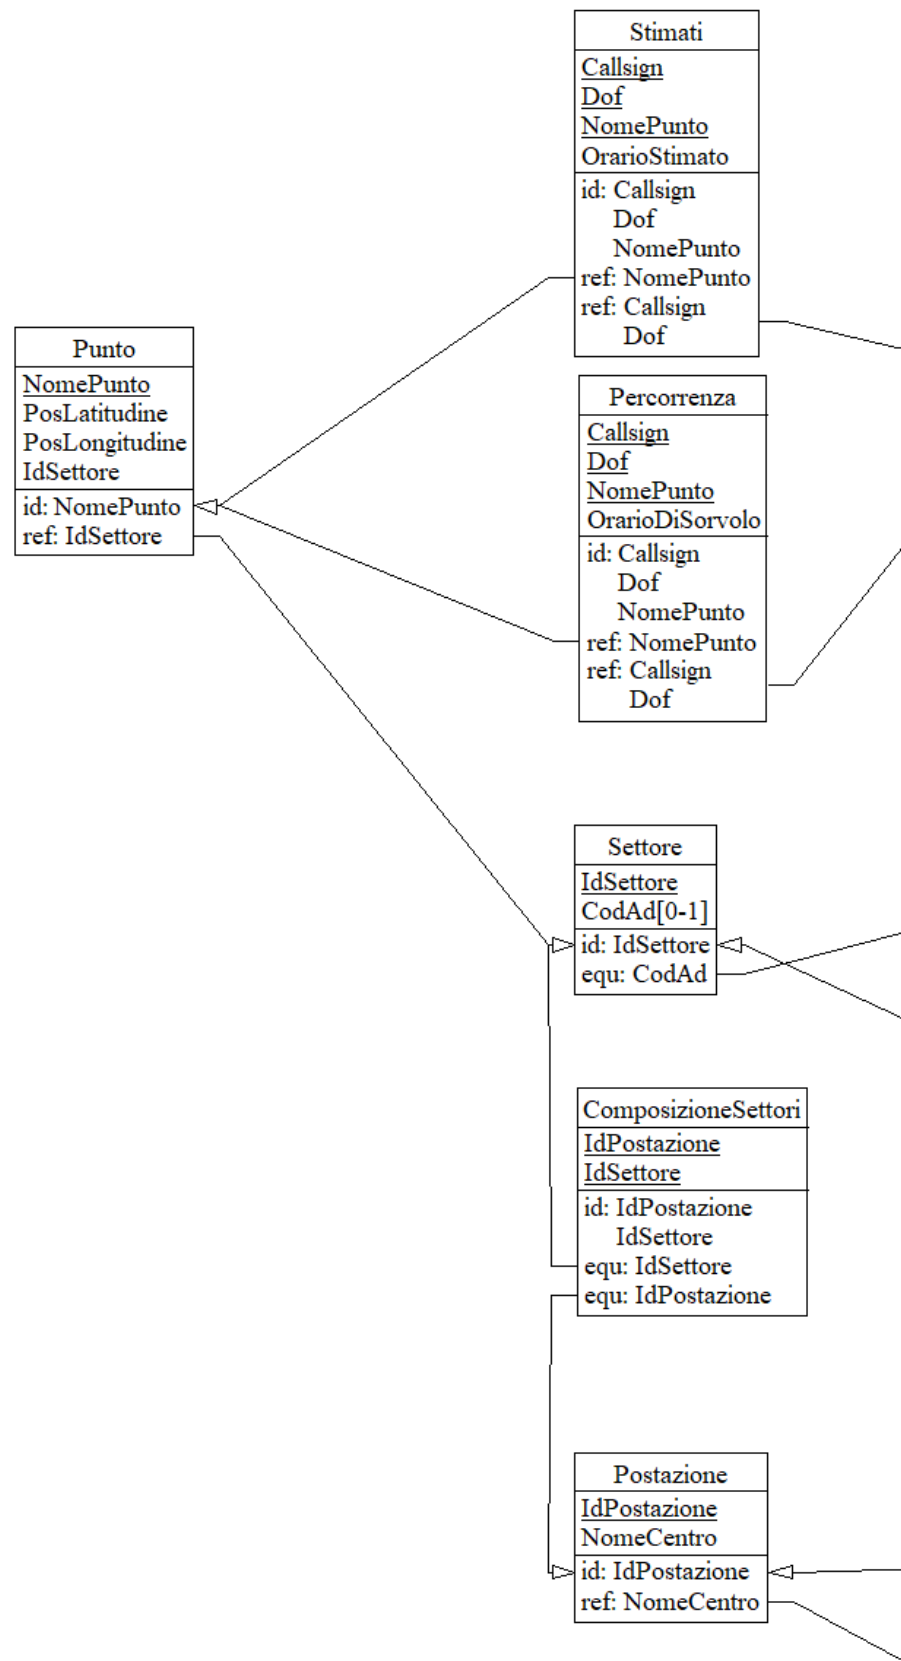 Stimati
Callsign
Dof
NomePunto
OrarioStimato
id: Callsign
Dof
NomePunto
ref: NomePunto
ref: Callsign
Dof
Punto
NomePunto
PosLatitudine
PosLongitudine
IdSettore
id: NomePunto
ref: IdSettore
Percorrenza
Callsign
Dof
NomePunto
OrarioDiSorvolo
id: Callsign
Dof
NomePunto
ref: NomePunto
ref: Callsign
Dof
Settore
IdSettore
CodAd[0-1]
id: IdSettore
equ: CodAd
ComposizioneSettori
IdPostazione
IdSettore
id: IdPostazione
IdSettore
equ: IdSettore
equ: IdPostazione
Postazione
IdPostazione
NomeCentro
id: IdPostazione
ref: NomeCentro